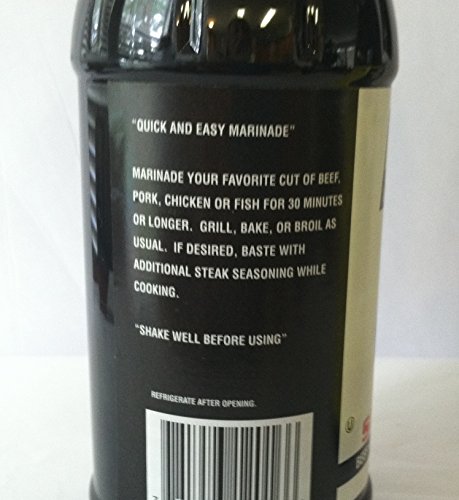 "QUICK AND EASY MARINADE"
MARINADE YOUR FAVORITE CUT OF BEEF,
PORK, CHICKEN OR FISH FOR 30 MINUTES
OR LONGER. GRILL, BAKE, OR BROIL AS
USUAL. IF DESIRED, BASTE WITH
ADDITIONAL STEAK SEASONING WHILE
COOKING.
"SHAKE WELL BEFORE USING"
REFRIGERATE AFTER OPENING.